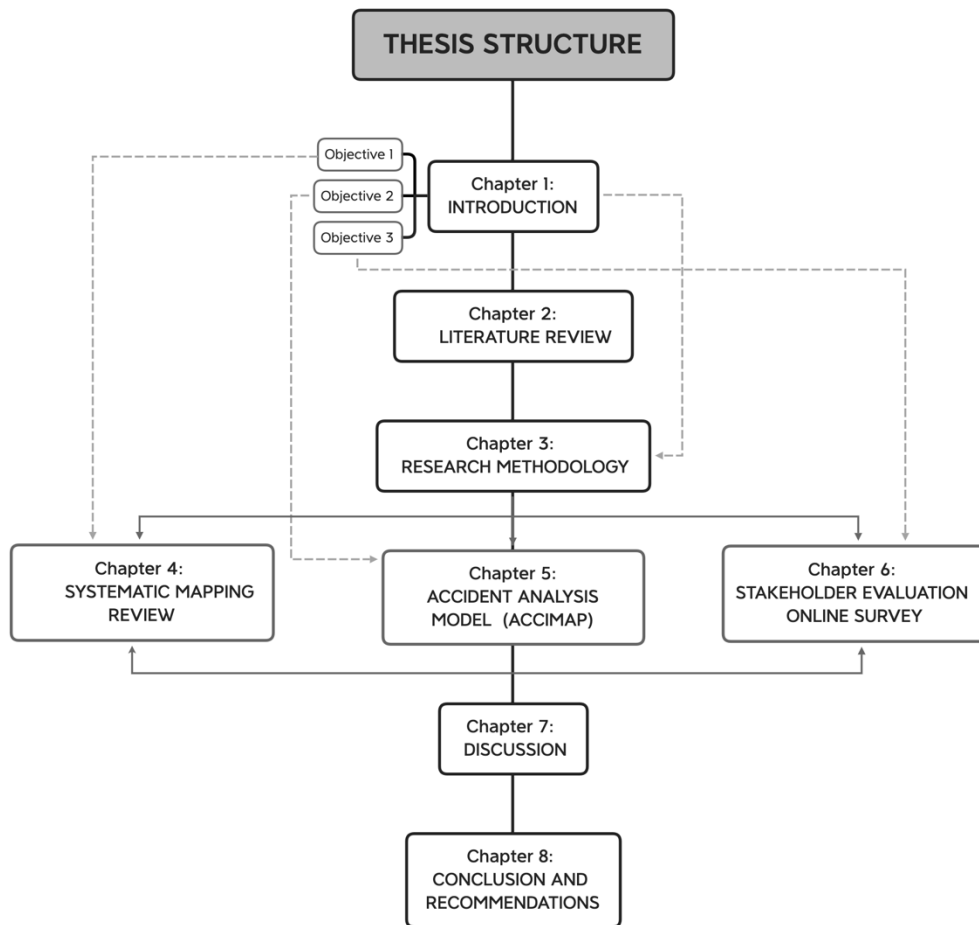 THESIS STRUCTURE
Objective 1
Objective 2
Objective 3
Chapter 1:
INTRODUCTION
Chapter 2:
LITERATURE REVIEW
Chapter 3:
RESEARCH METHODOLOGY
Chapter 4:
SYSTEMATIC MAPPING
REVIEW
Chapter 5:
ACCIDENT ANALYSIS
MODEL (ACCIMAP)
Chapter 6:
STAKEHOLDER EVALUATION
ONLINE SURVEY
Chapter 7:
DISCUSSION
Chapter 8:
CONCLUSION AND
RECOMMENDATIONS